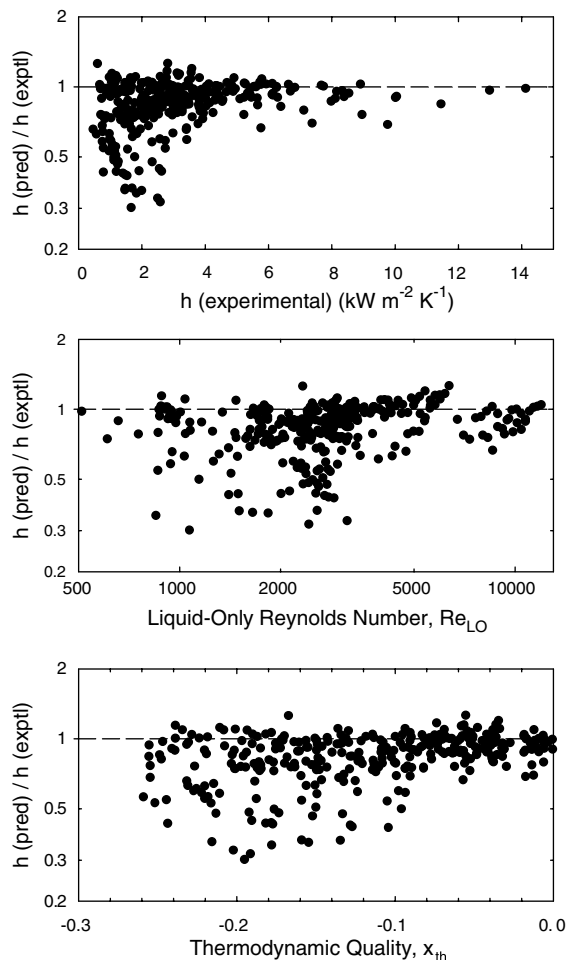 2
1
0.5
0.3
0.2
h (pred) / h (exptl)
0 2 4 6 8 10 12 14
h (experimental) (kW m⁻² K⁻¹)
2
1
0.5
0.3
0.2
h (pred) / h (exptl)
500 1000 2000 5000 10000
Liquid-Only Reynolds Number, Re_LO
2
1
0.5
0.3
0.2
h (pred) / h (exptl)
-0.3 -0.2 -0.1 0.0
Thermodynamic Quality, x_th